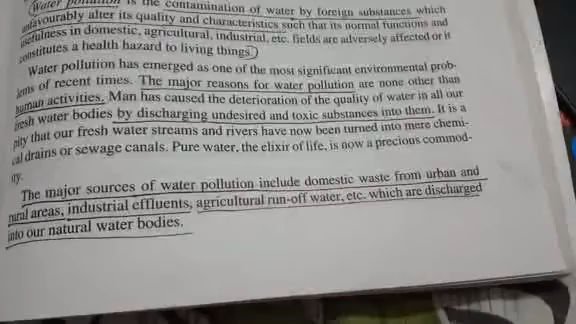 (Water pollution is the contamination of water by foreign substances which
unfavourably alter its quality and characteristics such that its normal functions and
usefulness in domestic, agricultural, industrial, etc. fields are adversely affected or it
constitutes a health hazard to living things.)
Water pollution has emerged as one of the most significant environmental prob-
lems of recent times. The major reasons for water pollution are none other than
human activities. Man has caused the deterioration of the quality of water in all our
fresh water bodies by discharging undesired and toxic substances into them. It is a
pity that our fresh water streams and rivers have now been turned into mere chemi-
cal drains or sewage canals. Pure water, the elixir of life, is now a precious commod-
ity.
The major sources of water pollution include domestic waste from urban and
rural areas, industrial effluents, agricultural run-off water, etc. which are discharged
into our natural water bodies.